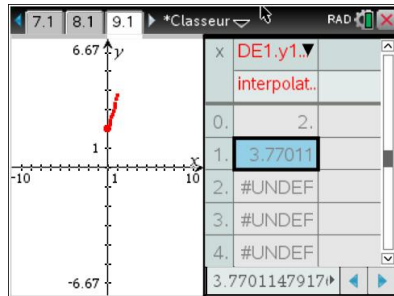 7.1 8.1 9.1 *Classeur RAD
6.67 y
1
x
-10 1 10
-6.67
x DE1.y1..
interpolat..
0. 2.
1. 3.77011
2. #UNDEF
3. #UNDEF
4. #UNDEF
3.7701147917